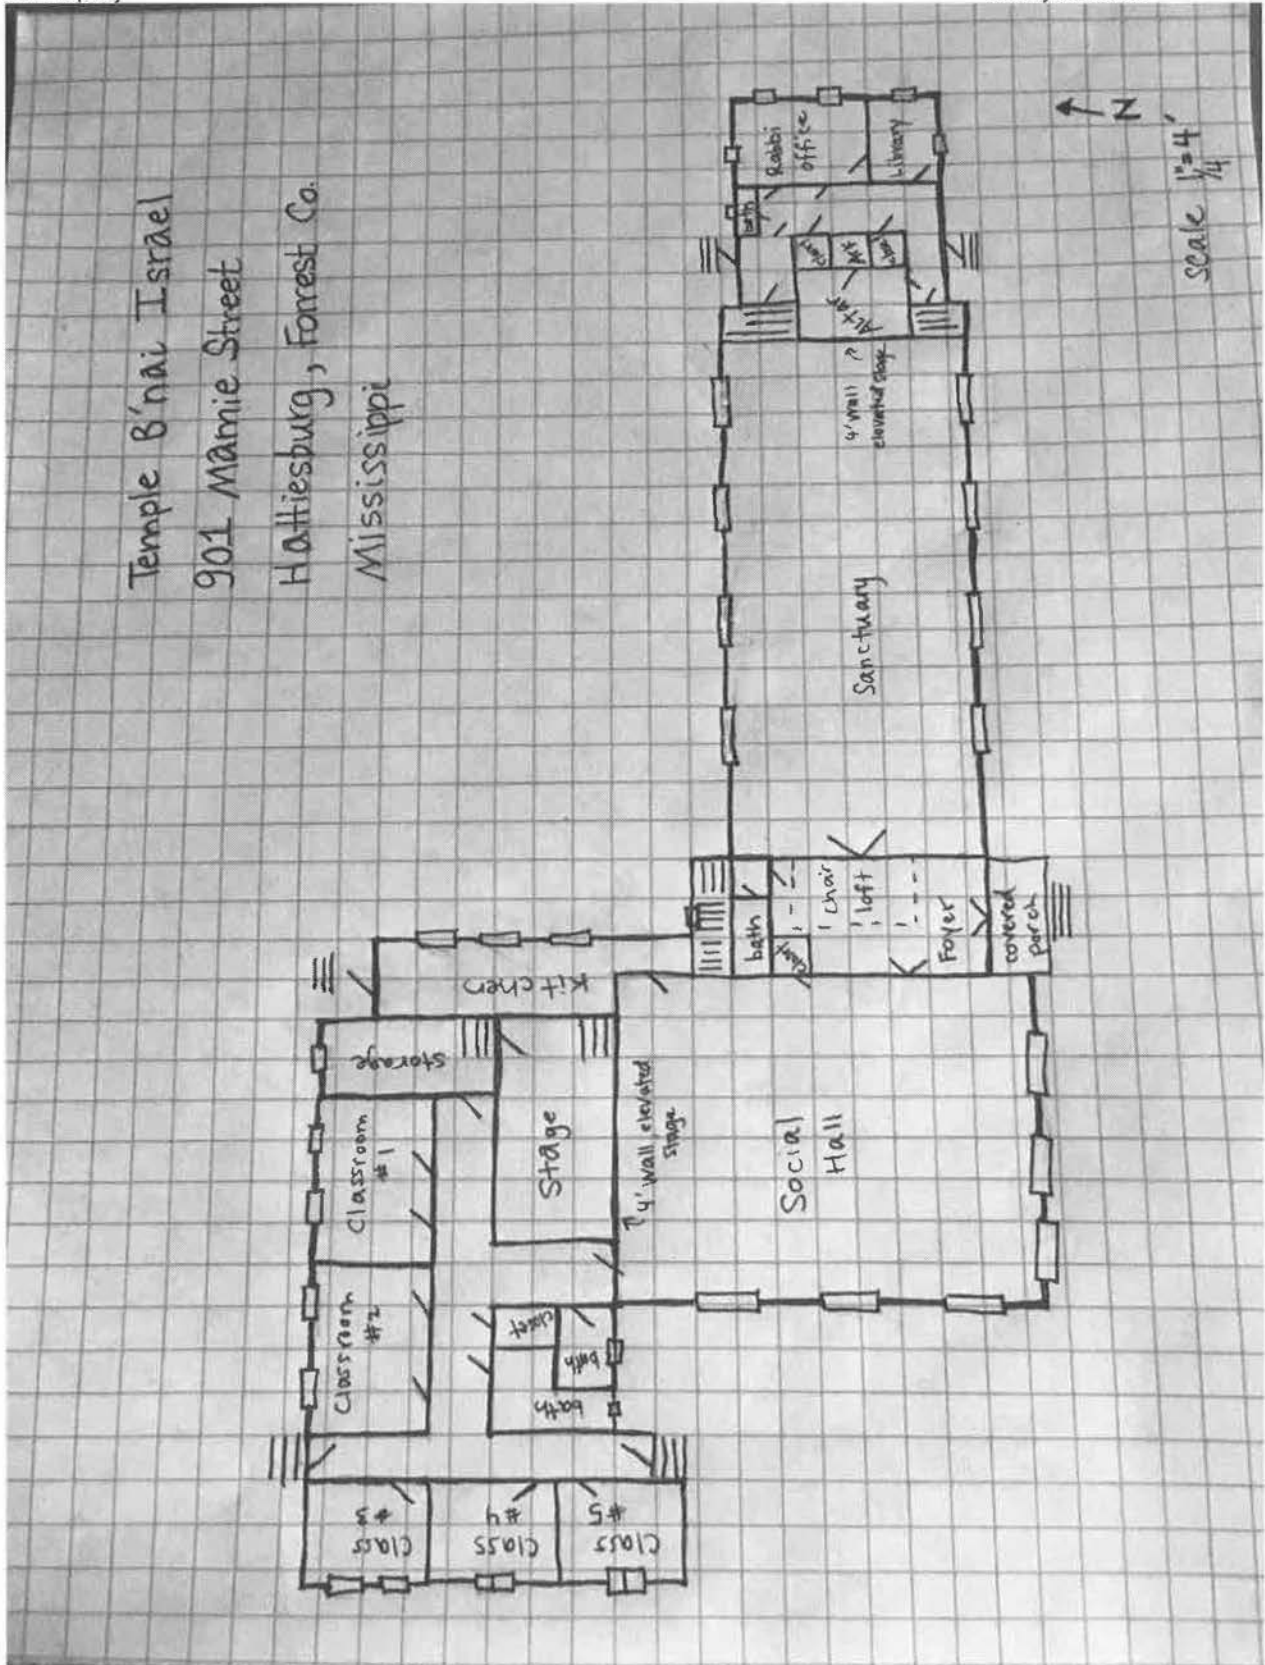 Temple B'nai Israel
901 Mamie Street
Hattiesburg, Forrest Co.
Mississippi
Rabbi
office
Library
bath
Altar
4' wall
elevated stage
Sanctuary
N
scale 1/4"=4'
bath
choir
loft
Foyer
covered
porch
Kitchen
Storage
Stage
4' wall, elevated
stage
Social
Hall
Classroom
#1
Classroom
#2
closet
bath
bath
Class
#3
Class
#4
Class
#5